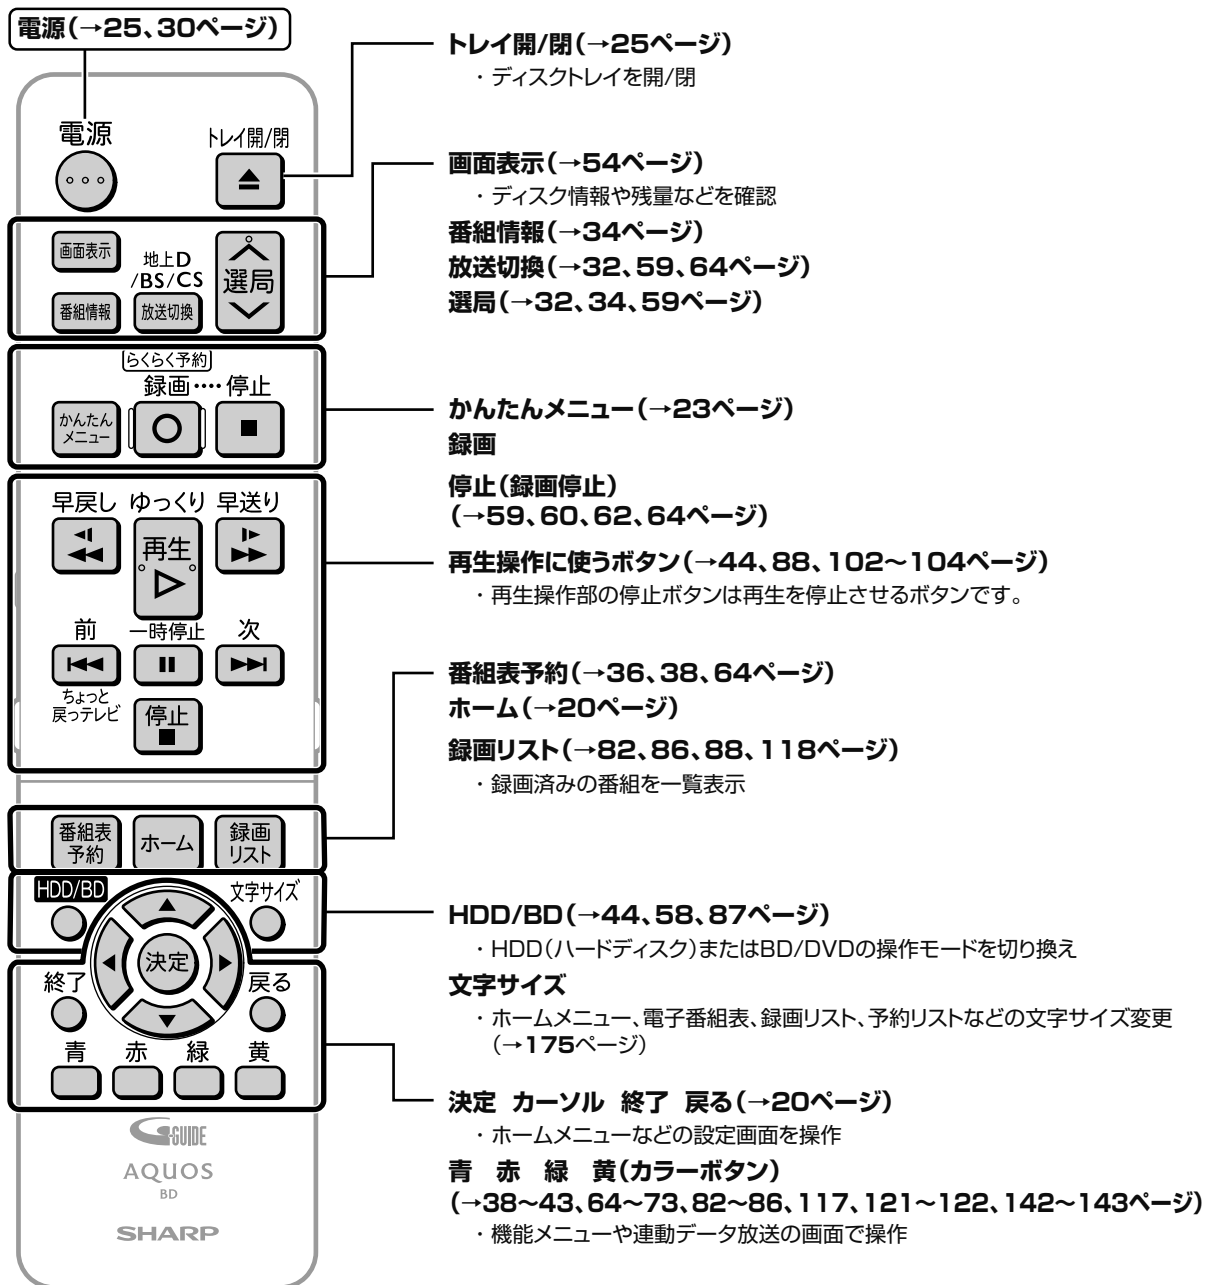 電源(→25、30ページ)
電源
トレイ開/閉
画面表示
地上D
/BS/CS
選局
番組情報
放送切換
らくらく予約
録画‥‥停止
かんたん
メニュー
早戻し ゆっくり 早送り
再生
前 一時停止 次
ちょっと
戻ってテレビ
停止
番組表
予約
ホーム
録画
リスト
HDD/BD
文字サイズ
決定
終了
戻る
青 赤 緑 黄
G-GUIDE
AQUOS
BD
SHARP
トレイ開/閉(→25ページ)
・ディスクトレイを開/閉
画面表示(→54ページ)
・ディスク情報や残量などを確認
番組情報(→34ページ)
放送切換(→32、59、64ページ)
選局(→32、34、59ページ)
かんたんメニュー(→23ページ)
録画
停止(録画停止)
(→59、60、62、64ページ)
再生操作に使うボタン(→44、88、102〜104ページ)
・再生操作部の停止ボタンは再生を停止させるボタンです。
番組表予約(→36、38、64ページ)
ホーム(→20ページ)
録画リスト(→82、86、88、118ページ)
・録画済みの番組を一覧表示
HDD/BD(→44、58、87ページ)
・HDD(ハードディスク)またはBD/DVDの操作モードを切り換え
文字サイズ
・ホームメニュー、電子番組表、録画リスト、予約リストなどの文字サイズ変更
(→175ページ)
決定 カーソル 終了 戻る(→20ページ)
・ホームメニューなどの設定画面を操作
青 赤 緑 黄(カラーボタン)
(→38〜43、64〜73、82〜86、117、121〜122、142〜143ページ)
・機能メニューや連動データ放送の画面で操作